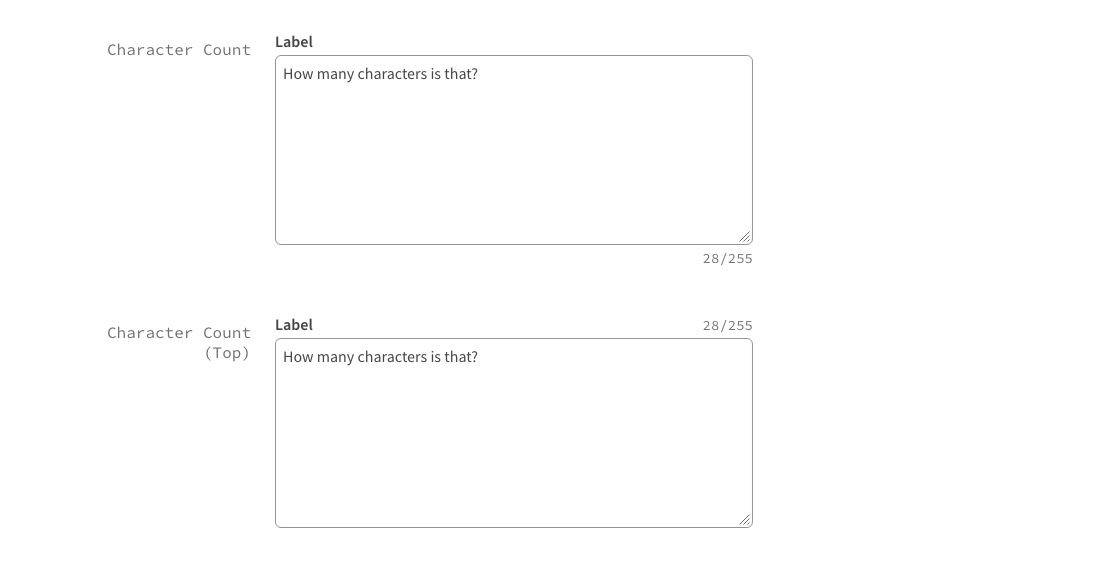 Character Count
Label
How many characters is that?
28/255
Character Count
(Top)
Label
28/255
How many characters is that?